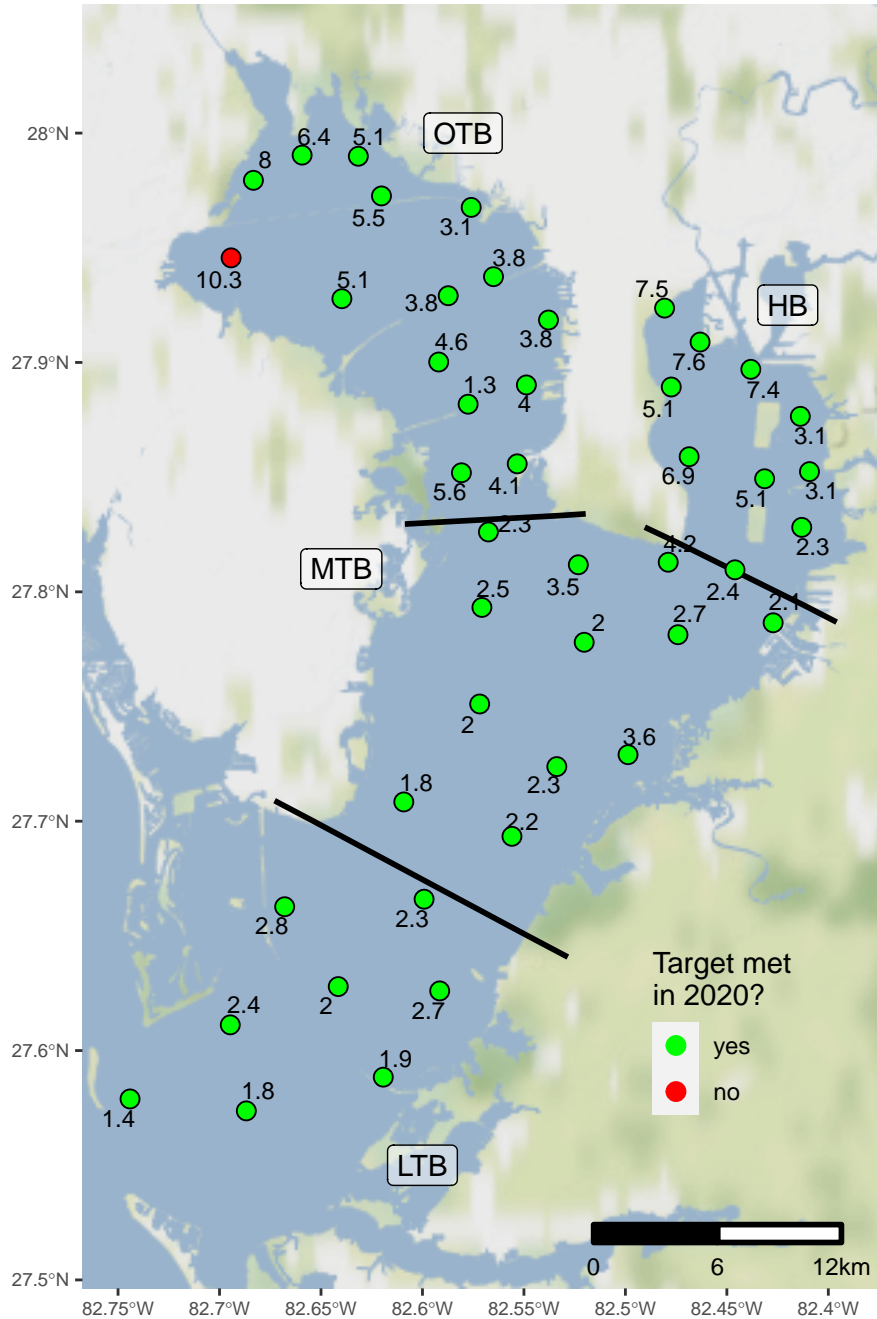 28°N
27.9°N
27.8°N
27.7°N
27.6°N
27.5°N
OTB
6.4
5.1
8
5.5
3.1
10.3
5.1
3.8
3.8
7.5
HB
3.8
4.6
7.6
7.4
1.3
4
5.1
3.1
5.6
4.1
6.9
5.1
3.1
2.3
2.3
MTB
4.2
3.5
2.4
2.5
2.1
2
2.7
2
3.6
2.3
1.8
2.2
2.8
2.3
Target met
in 2020?
yes
no
2
2.7
2.4
1.9
1.8
1.4
LTB
0 6 12km
82.75°W 82.7°W 82.65°W 82.6°W 82.55°W 82.5°W 82.45°W 82.4°W